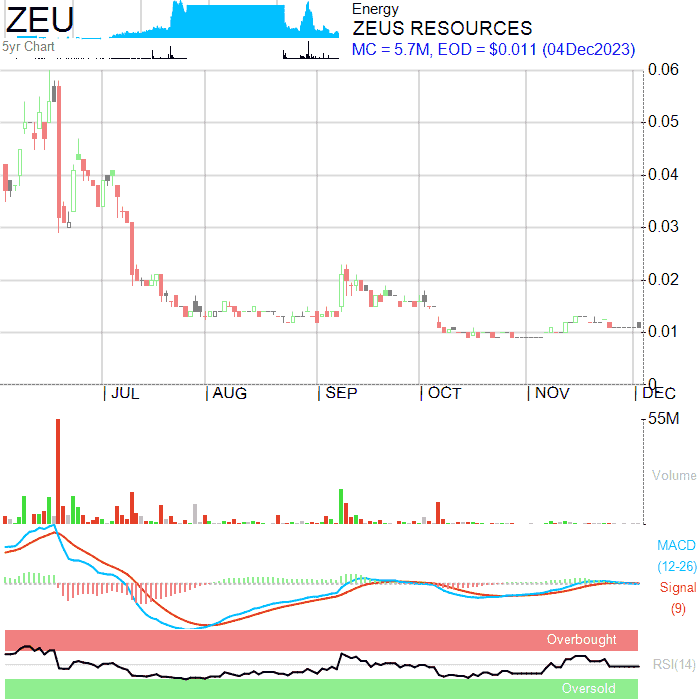 ZEU
5yr Chart
Energy
ZEUS RESOURCES
MC = 5.7M, EOD = $0.011 (04Dec2023)
0.06
0.05
0.04
0.03
0.02
0.01
0
JUL AUG SEP OCT NOV DEC
55M
Volume
MACD
(12-26)
Signal
(9)
Overbought
RSI(14)
Oversold